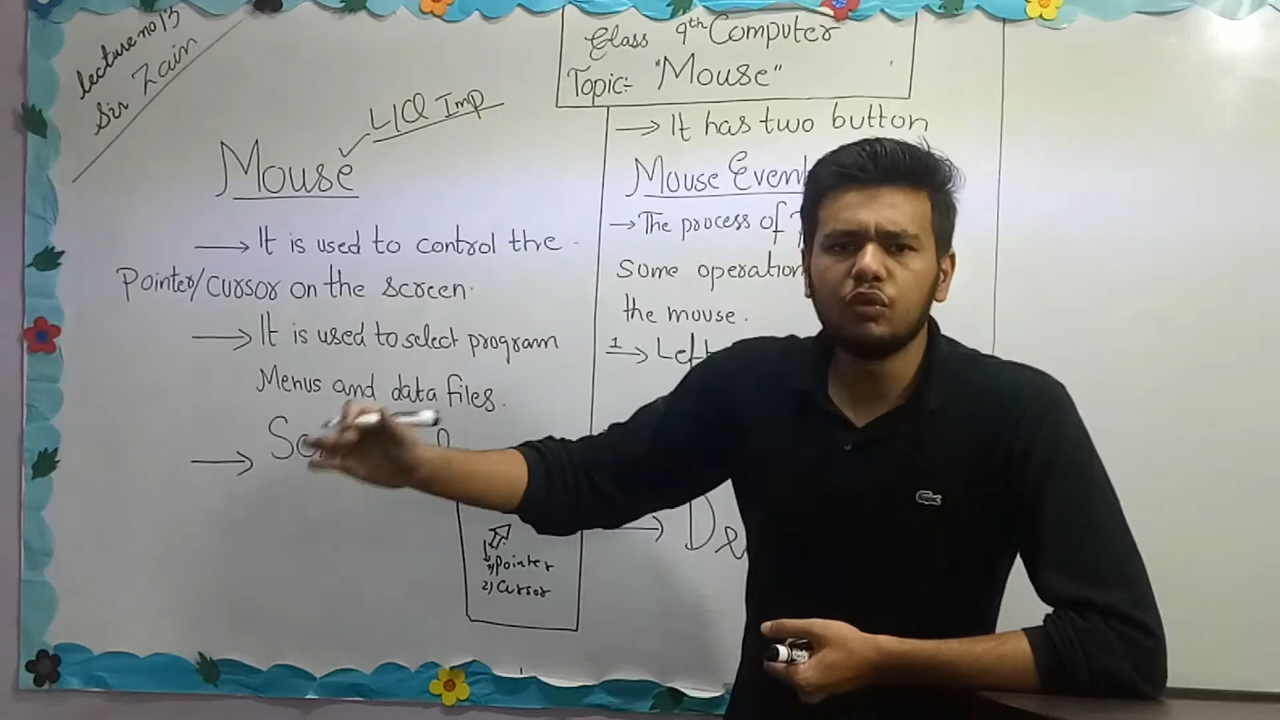 lecture no 13
Sir Zain
Class 9th Computer
Topic:- "Mouse"
L/Q Imp
Mouse
→ It is used to control the
Pointer/cursor on the screen.
→ It is used to select program
Menus and data files.
→
1) Pointer
2) Cursor
→ It has two button
Mouse Event
→ The process of
Some operation
the mouse.
1→ Left
→